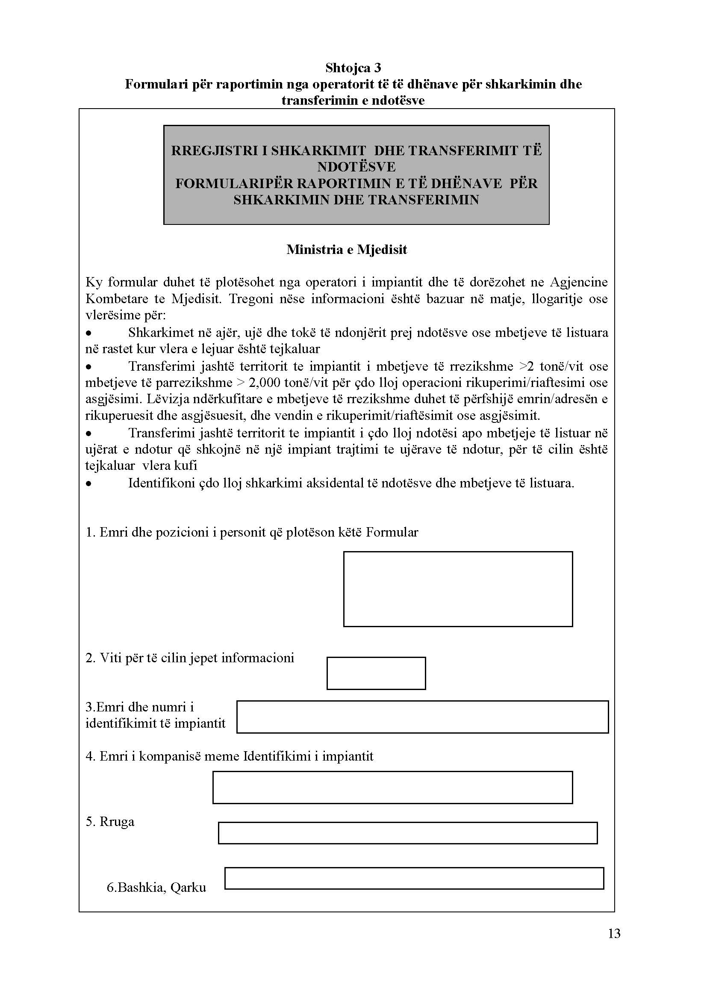 Shtojca 3
Formulari për raportimin nga operatorit të të dhënave për shkarkimin dhe
transferimin e ndotësve
RREGJISTRI I SHKARKIMIT  DHE TRANSFERIMIT TË
NDOTËSVE
FORMULARIPËR RAPORTIMIN E TË DHËNAVE  PËR
SHKARKIMIN DHE TRANSFERIMIN
Ministria e Mjedisit
Ky formular duhet të plotësohet nga operatori i impiantit dhe të dorëzohet ne Agjencine
Kombetare te Mjedisit. Tregoni nëse informacioni është bazuar në matje, llogaritje ose
vlerësime për:
• Shkarkimet në ajër, ujë dhe tokë të ndonjërit prej ndotësve ose mbetjeve të listuara
në rastet kur vlera e lejuar është tejkaluar
• Transferimi jashtë territorit te impiantit i mbetjeve të rrezikshme >2 tonë/vit ose
mbetjeve të parrezikshme > 2,000 tonë/vit për çdo lloj operacioni rikuperimi/riaftesimi ose
asgjësimi. Lëvizja ndërkufitare e mbetjeve të rrezikshme duhet të përfshijë emrin/adresën e
rikuperuesit dhe asgjësuesit, dhe vendin e rikuperimit/riaftësimit ose asgjësimit.
• Transferimi jashtë territorit te impiantit i çdo lloj ndotësi apo mbetjeje të listuar në
ujërat e ndotur që shkojnë në një impiant trajtimi te ujërave të ndotur, për të cilin është
tejkaluar  vlera kufi
• Identifikoni çdo lloj shkarkimi aksidental të ndotësve dhe mbetjeve të listuara.
1. Emri dhe pozicioni i personit që plotëson këtë Formular
2. Viti për të cilin jepet informacioni
3.Emri dhe numri i
identifikimit të impiantit
4. Emri i kompanisë meme Identifikimi i impiantit
5. Rruga
6.Bashkia, Qarku
13